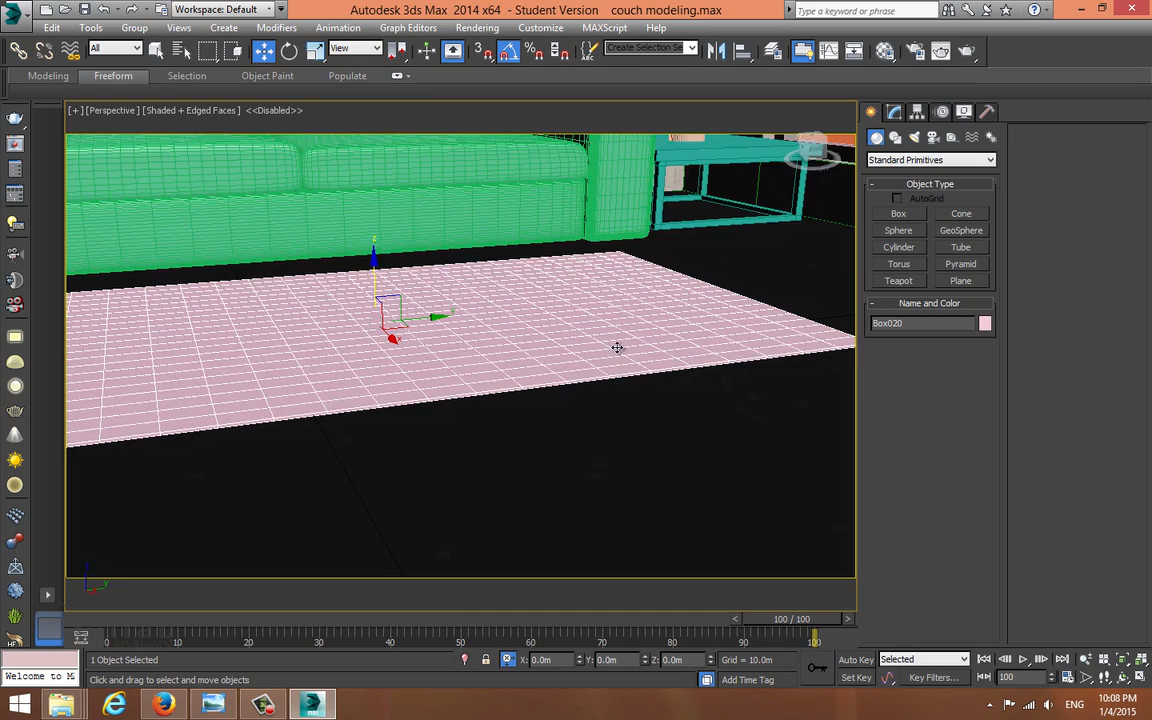 Workspace: Default
Autodesk 3ds Max 2014 x64 - Student Version couch modeling.max
Type a keyword or phrase
Edit Tools Group Views Create Modifiers Animation Graph Editors Rendering Customize MAXScript Help
All View Create Selection Se
Modeling Freeform Selection Object Paint Populate
[+] [Perspective] [Shaded + Edged Faces] <<Disabled>>
Standard Primitives
Object Type
AutoGrid
Box Cone
Sphere GeoSphere
Cylinder Tube
Torus Pyramid
Teapot Plane
Name and Color
Box020
z
y
x
y
100 / 100
0 10 20 30 40 50 60 70 80 90 100
1 Object Selected X: 0.0m Y: 0.0m Z: 0.0m Grid = 10.0m Auto Key Selected
Welcome to M Click and drag to select and move objects Add Time Tag Set Key Key Filters... 100
MAX ENG
10:08 PM
1/4/2015